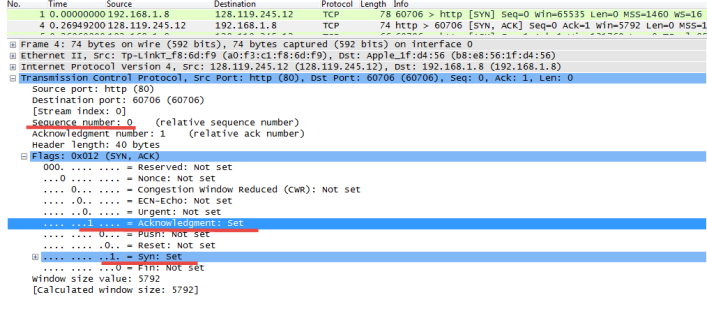 No. Time Source Destination Protocol Length Info
1 0.00000000 192.168.1.8 128.119.245.12 TCP 78 60706 > http [SYN] Seq=0 Win=65535 Len=0 MSS=1460 WS=16
4 0.26949200 128.119.245.12 192.168.1.8 TCP 74 http > 60706 [SYN, ACK] Seq=0 Ack=1 Win=5792 Len=0 MSS=1
Frame 4: 74 bytes on wire (592 bits), 74 bytes captured (592 bits) on interface 0
Ethernet II, Src: Tp-LinkT_f8:6d:f9 (a0:f3:c1:f8:6d:f9), Dst: Apple_1f:d4:56 (b8:e8:56:1f:d4:56)
Internet Protocol Version 4, Src: 128.119.245.12 (128.119.245.12), Dst: 192.168.1.8 (192.168.1.8)
Transmission Control Protocol, Src Port: http (80), Dst Port: 60706 (60706), Seq: 0, Ack: 1, Len: 0
Source port: http (80)
Destination port: 60706 (60706)
[Stream index: 0]
Sequence number: 0 (relative sequence number)
Acknowledgment number: 1 (relative ack number)
Header length: 40 bytes
Flags: 0x012 (SYN, ACK)
000. .... .... = Reserved: Not set
...0 .... .... = Nonce: Not set
.... 0... .... = Congestion Window Reduced (CWR): Not set
.... .0.. .... = ECN-Echo: Not set
.... ..0. .... = Urgent: Not set
.... ...1 .... = Acknowledgment: Set
.... .... 0... = Push: Not set
.... .... .0.. = Reset: Not set
.... .... ..1. = Syn: Set
.... .... ...0 = Fin: Not set
Window size value: 5792
[Calculated window size: 5792]